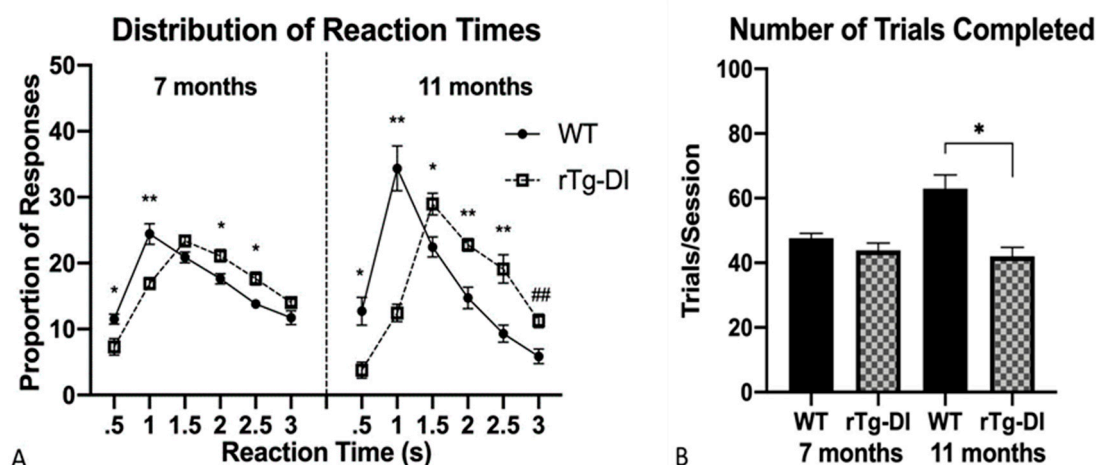 Distribution of Reaction Times
Proportion of Responses
50
40
30
20
10
0
7 months
11 months
WT
rTg-DI
* ** * *
* ** * ** ** ##
.5 1 1.5 2 2.5 3 .5 1 1.5 2 2.5 3
Reaction Time (s)
A
Number of Trials Completed
Trials/Session
100
80
60
40
20
0
*
WT rTg-DI WT rTg-DI
7 months 11 months
B